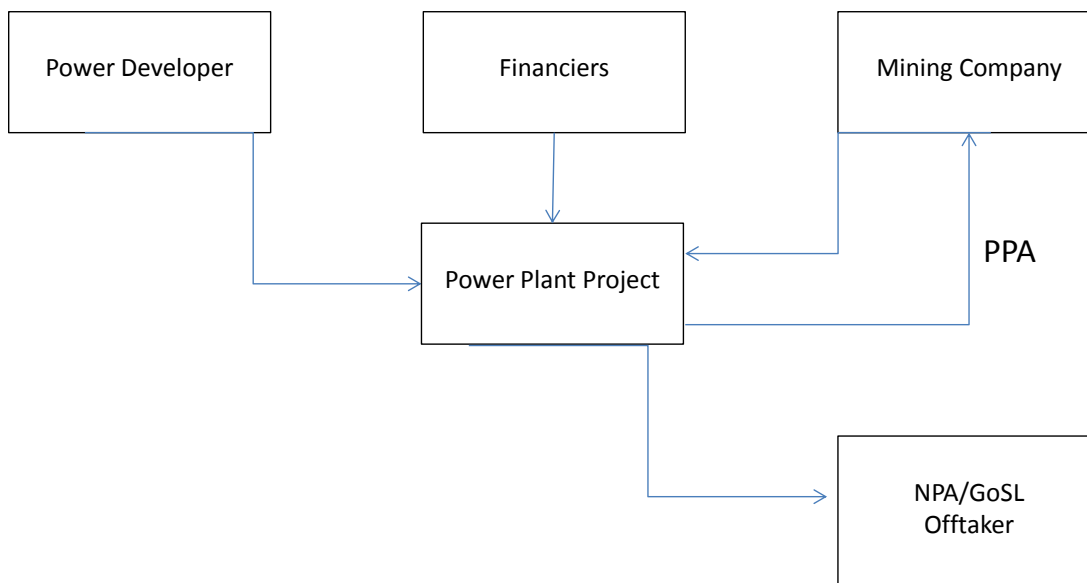 Power Developer
Financiers
Mining Company
Power Plant Project
PPA
NPA/GoSL
Offtaker